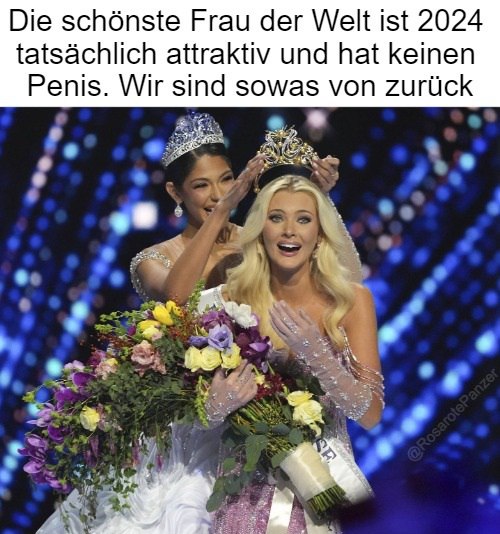 Die schönste Frau der Welt ist 2024
tatsächlich attraktiv und hat keinen
Penis. Wir sind sowas von zurück
@RosarotePanzer